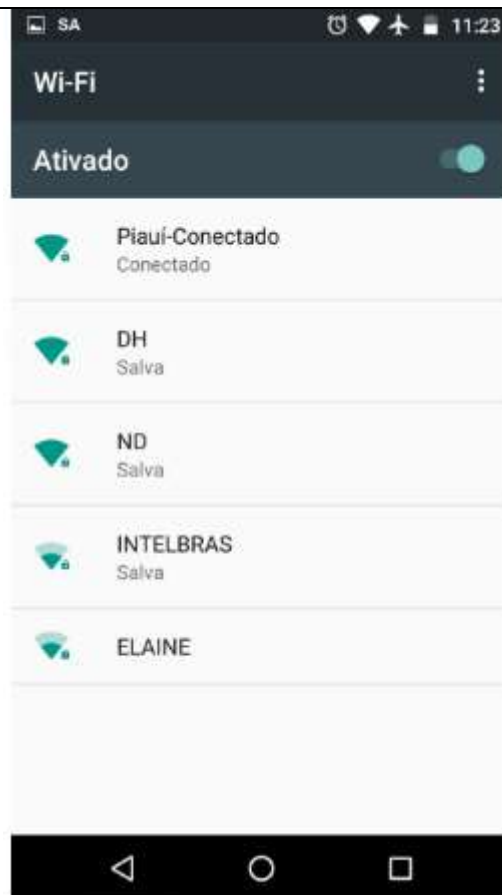 SA 11:23
Wi-Fi
Ativado
Piauí-Conectado
Conectado
DH
Salva
ND
Salva
INTELBRAS
Salva
ELAINE